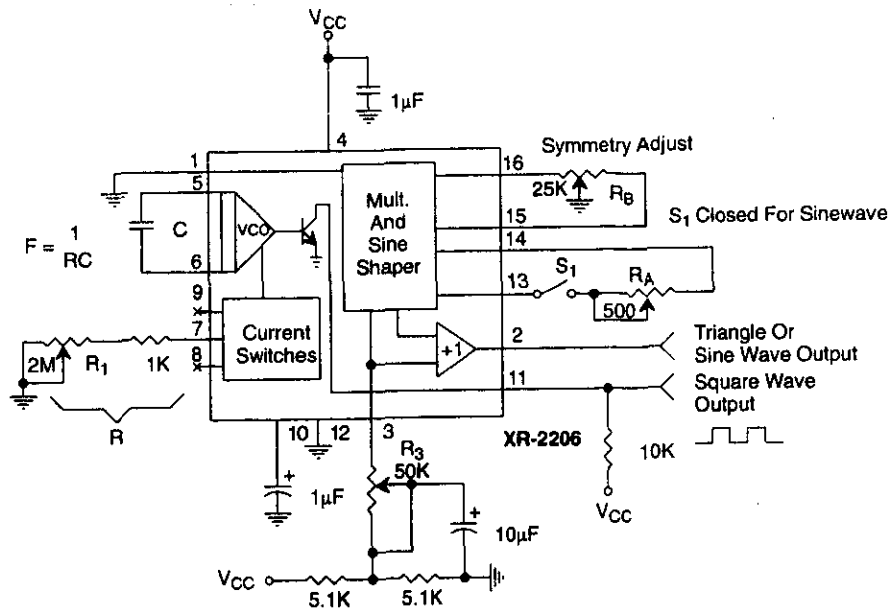 VCC
1µF
4
1
16
Symmetry Adjust
25K
RB
5
C
VCO
Mult.
And
Sine
Shaper
15
S1 Closed For Sinewave
14
F = 1
RC
6
13
S1
RA
500
9
7
8
Current
Switches
2M
R1
1K
R
+1
2
Triangle Or
Sine Wave Output
11
Square Wave
Output
10
12
3
XR-2206
10K
VCC
1µF
+
R3
50K
+
10µF
VCC
5.1K
5.1K